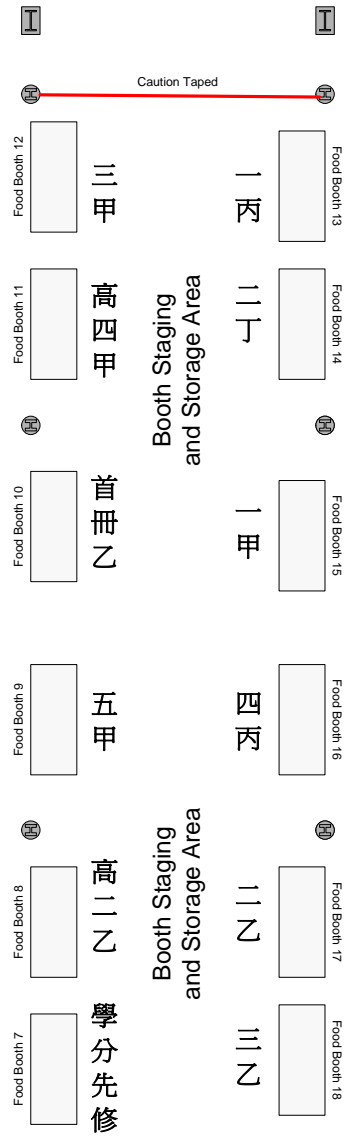 Caution Taped
Food Booth 12
三甲
一丙
Food Booth 13
Food Booth 11
高四甲
Booth Staging
and Storage Area
二丁
Food Booth 14
Food Booth 10
首冊乙
一甲
Food Booth 15
Food Booth 9
五甲
四丙
Food Booth 16
Food Booth 8
高二乙
Booth Staging
and Storage Area
二乙
Food Booth 17
Food Booth 7
學分先修
三乙
Food Booth 18